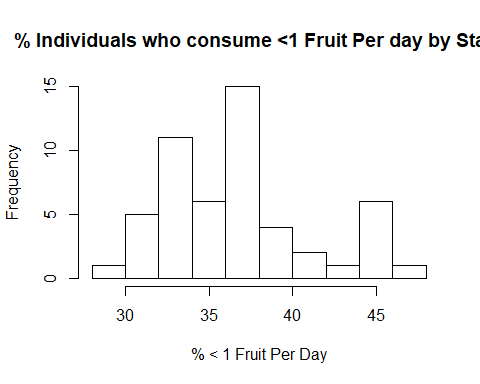 % Individuals who consume <1 Fruit Per day by Sta
Frequency
15
10
5
0
30 35 40 45
% < 1 Fruit Per Day